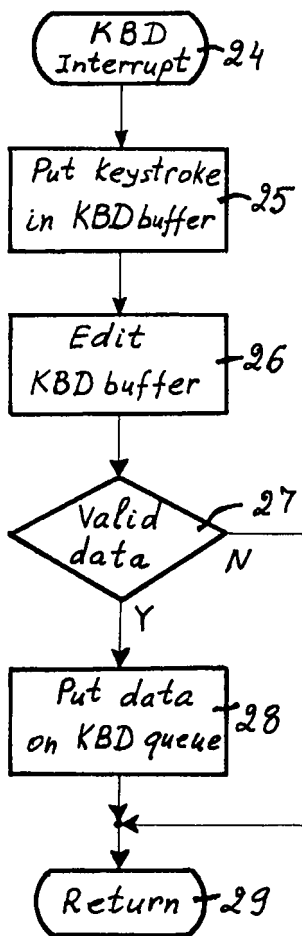 KBD
Interrupt
24
Put keystroke
in KBD buffer
25
Edit
KBD buffer
26
Valid
data
27
N
Y
Put data
on KBD queue
28
Return
29